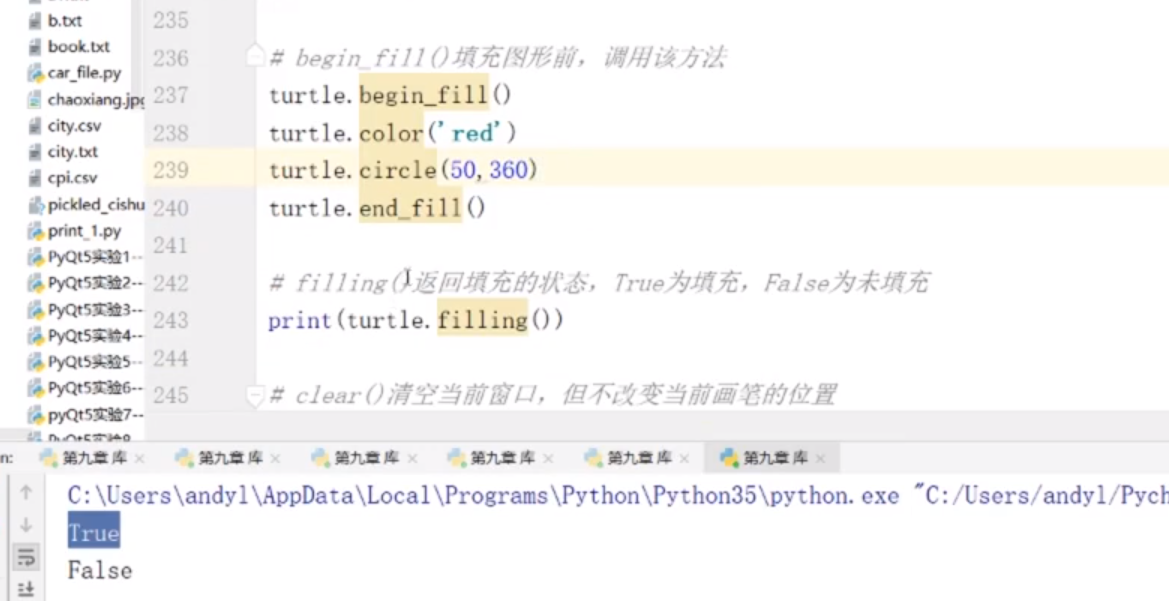 b.txt
book.txt
car_file.py
chaoxiang.jpg
city.csv
city.txt
cpi.csv
pickled_cishu
print_1.py
PyQt5实验1--
PyQt5实验2--
PyQt5实验3--
PyQt5实验4--
PyQt5实验5--
PyQt5实验6--
pyQt5实验7--
235
236 # begin_fill()填充图形前，调用该方法
237 turtle.begin_fill()
238 turtle.color('red')
239 turtle.circle(50,360)
240 turtle.end_fill()
241
242 # filling()返回填充的状态，True为填充，False为未填充
243 print(turtle.filling())
244
245 # clear()清空当前窗口，但不改变当前画笔的位置
n: 第九章 库 × 第九章 库 × 第九章 库 × 第九章 库 × 第九章 库 × 第九章 库 ×
C:\Users\andyl\AppData\Local\Programs\Python\Python35\python.exe "C:/Users/andyl/Pych
True
False